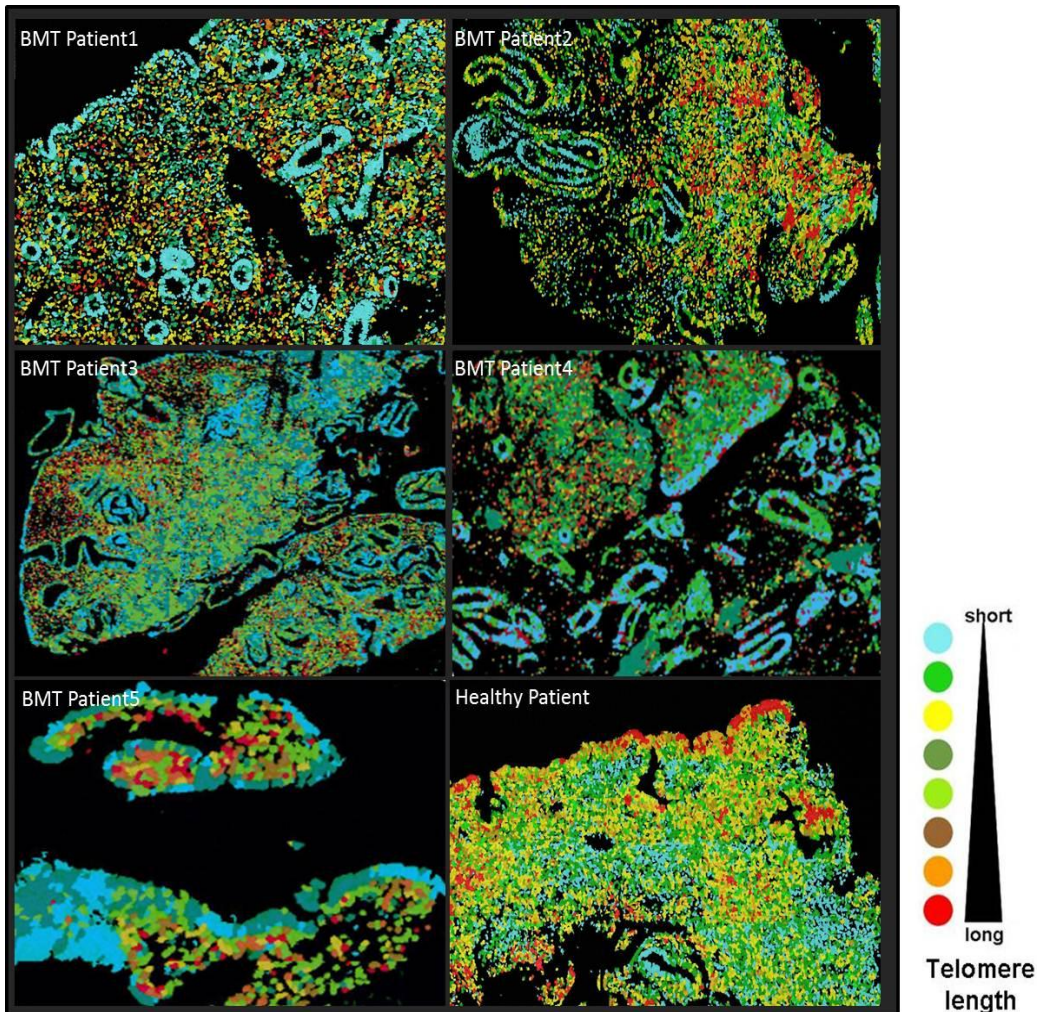 BMT Patient1
BMT Patient2
BMT Patient3
BMT Patient4
BMT Patient5
Healthy Patient
short
long
Telomere
length